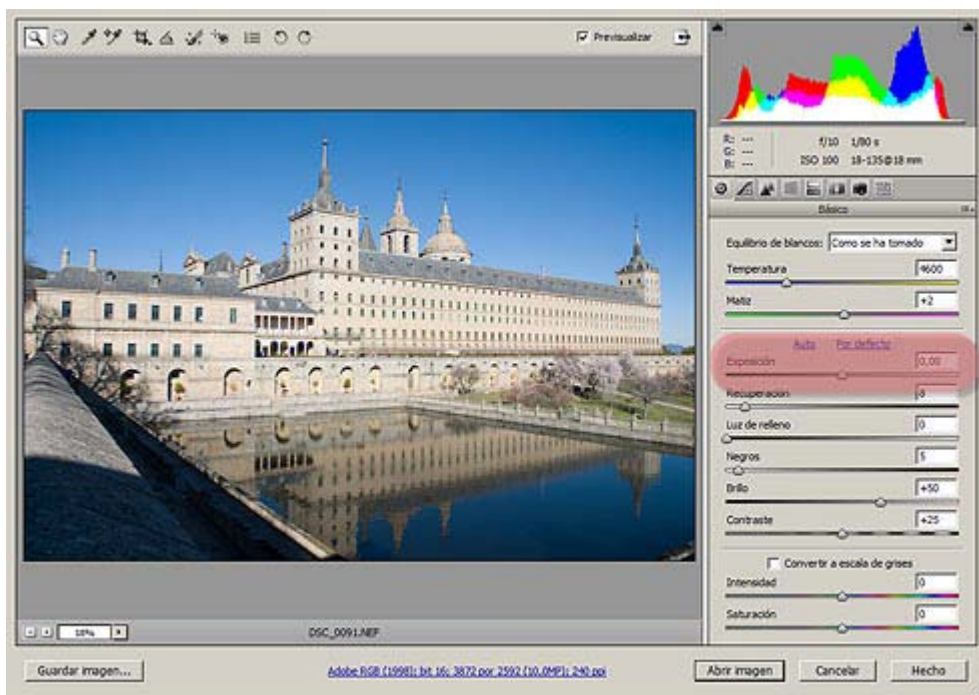 Previsualizar
R: ---
G: ---
B: ---
f/10 1/80 s
ISO 100 18-135@18 mm
Básico
Equilibrio de blancos: Como se ha tomado
Temperatura 4600
Matiz +2
Auto Por defecto
Exposición 0,00
Recuperación 8
Luz de relleno 0
Negros 5
Brillo +50
Contraste +25
Convertir a escala de grises
Intensidad 0
Saturación 0
DSC_0091.NEF
Guardar imagen...
Adobe RGB (1998); bit 16; 3872 por 2592 (10,0MP); 240 ppi
Abrir imagen
Cancelar
Hecho